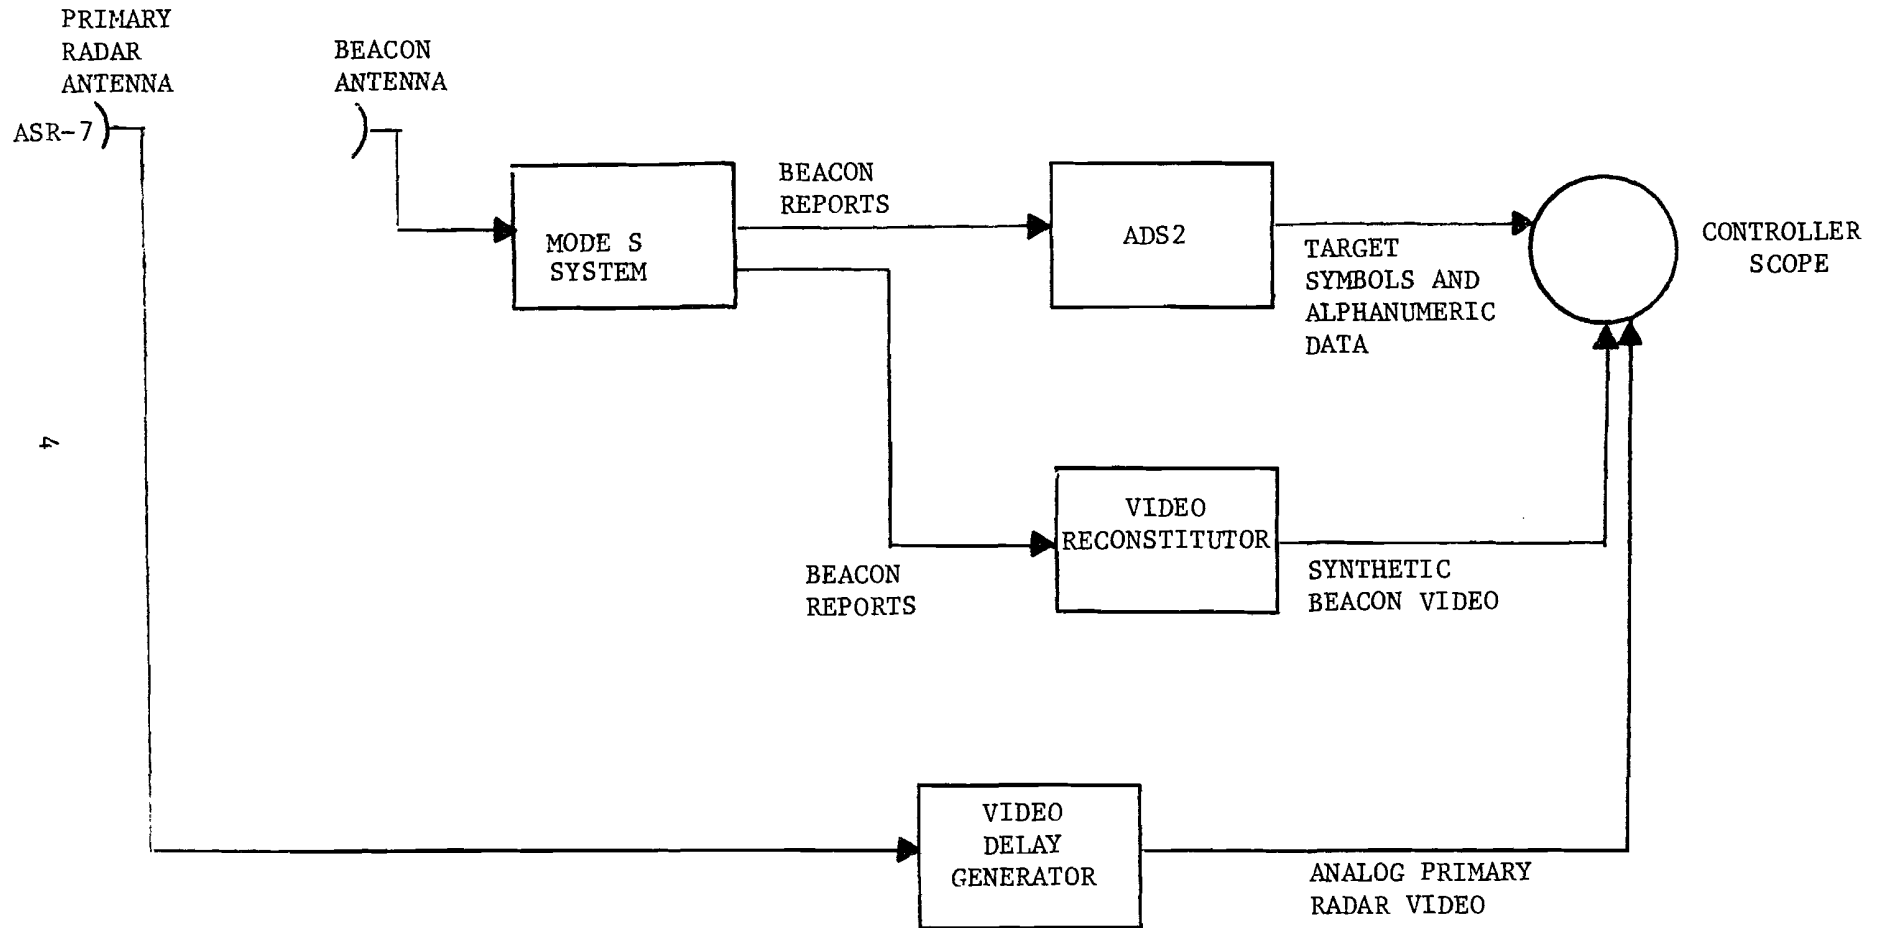 PRIMARY
RADAR
ANTENNA
ASR-7
BEACON
ANTENNA
MODE S
SYSTEM
BEACON
REPORTS
ADS2
TARGET
SYMBOLS AND
ALPHANUMERIC
DATA
CONTROLLER
SCOPE
4
BEACON
REPORTS
VIDEO
RECONSTITUTOR
SYNTHETIC
BEACON VIDEO
VIDEO
DELAY
GENERATOR
ANALOG PRIMARY
RADAR VIDEO